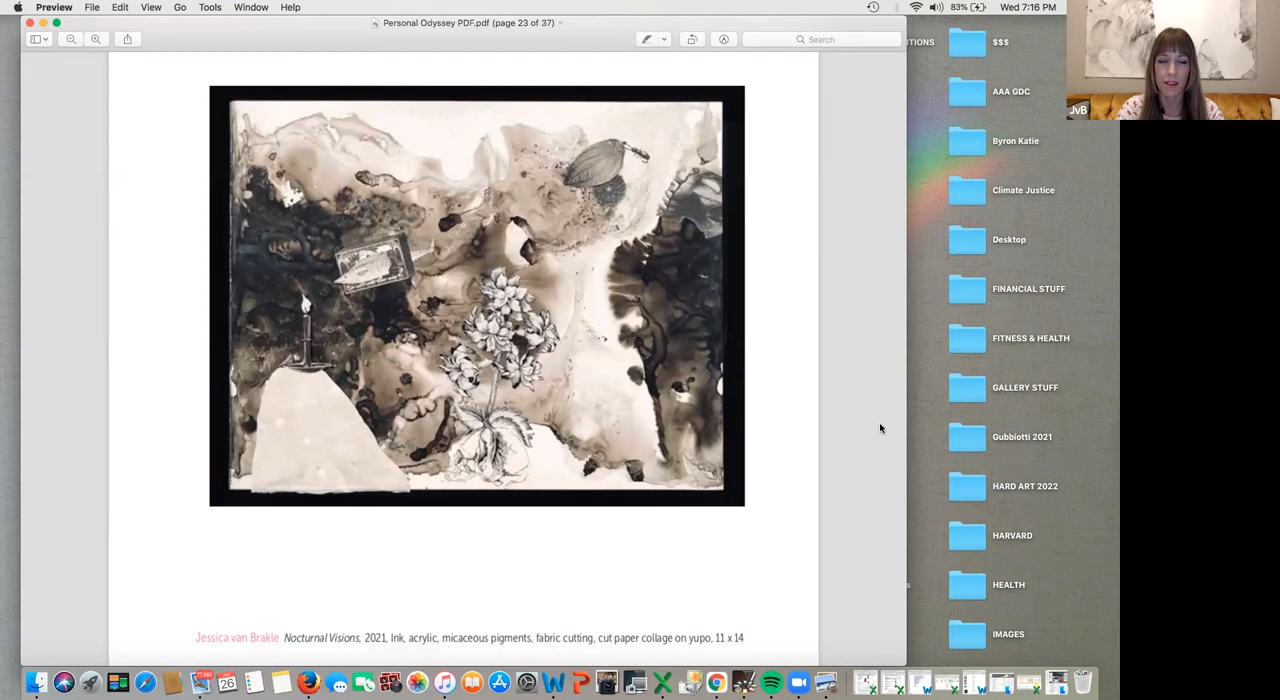 Preview File Edit View Go Tools Window Help
83% Wed 7:16 PM
Personal Odyssey PDF.pdf (page 23 of 37)
Search
ITIONS
$$$
AAA GDC
JvB
Byron Katie
Climate Justice
Desktop
FINANCIAL STUFF
FITNESS & HEALTH
GALLERY STUFF
Gubbiotti 2021
HARD ART 2022
HARVARD
HEALTH
IMAGES
Jessica van Brakle Nocturnal Visions, 2021, Ink, acrylic, micaceous pigments, fabric cutting, cut paper collage on yupo, 11 x 14
26